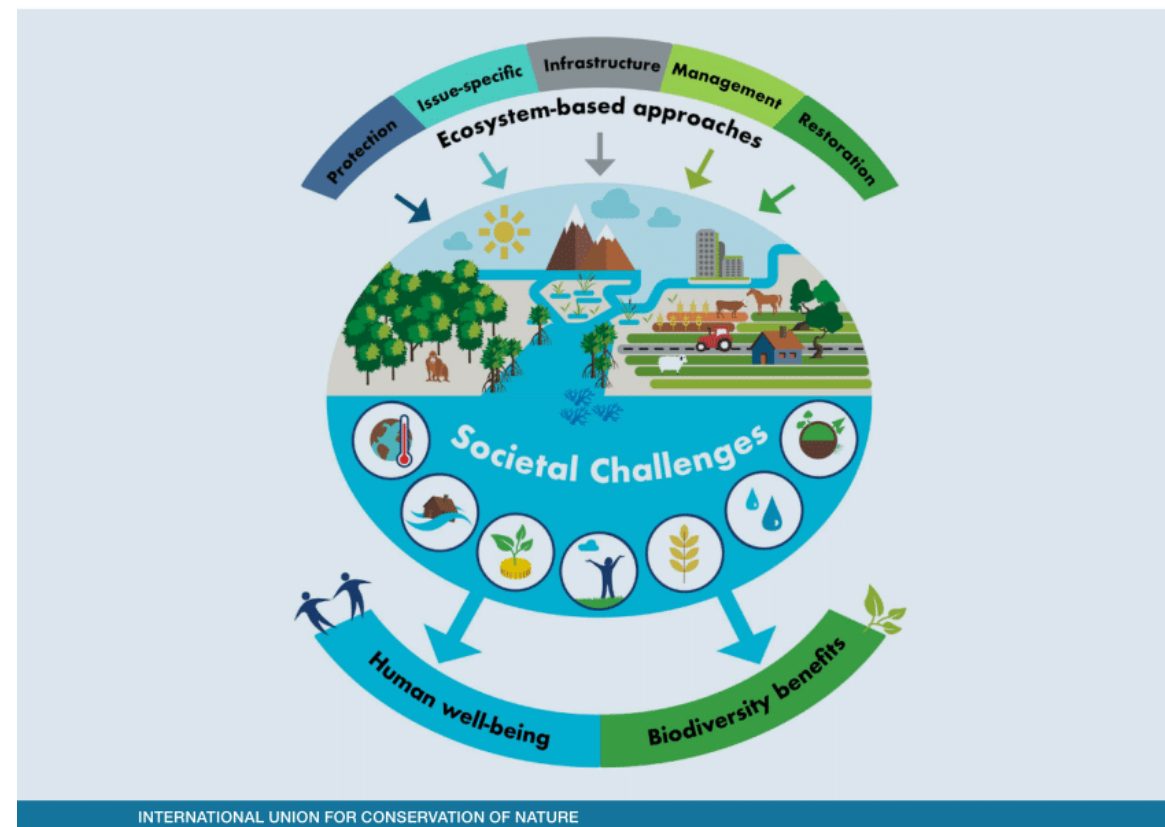 Protection
Issue-specific
Infrastructure
Management
Restoration
Ecosystem-based approaches
Societal Challenges
Human well-being
Biodiversity benefits
INTERNATIONAL UNION FOR CONSERVATION OF NATURE